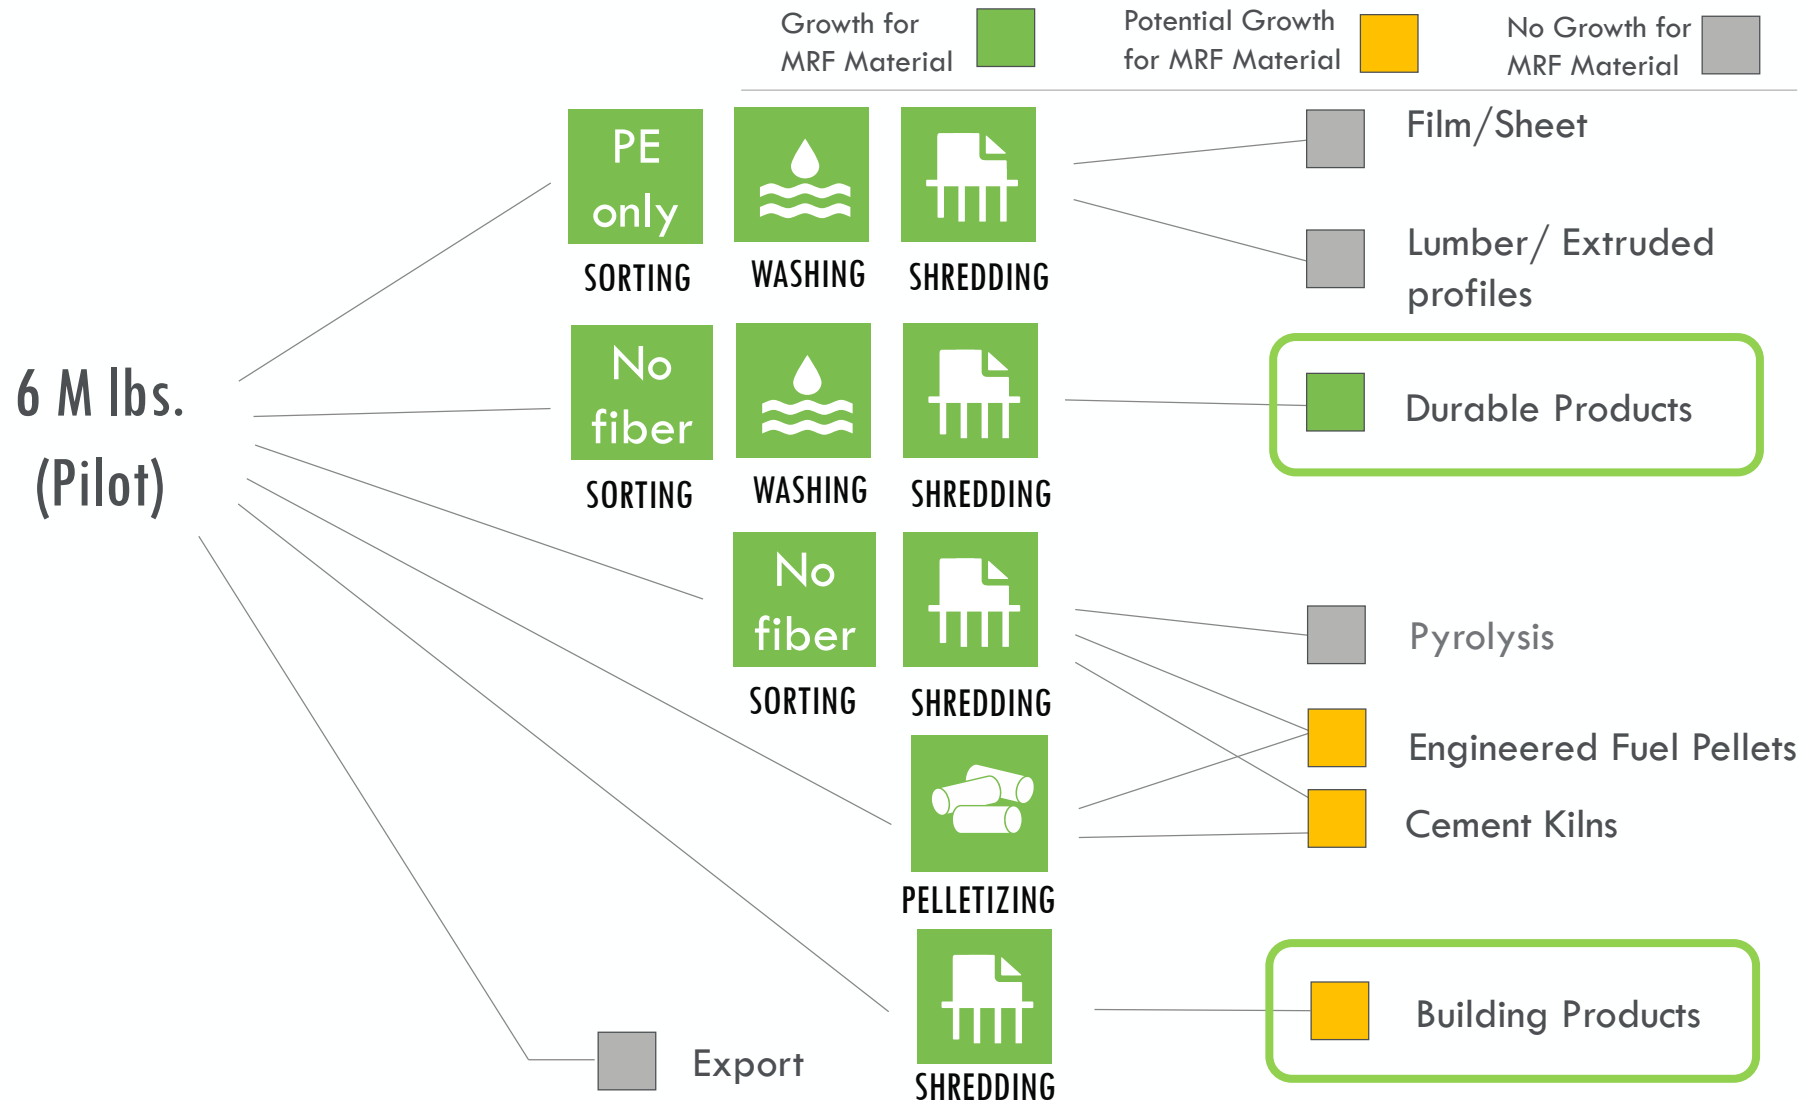 Growth for
MRF Material
Potential Growth
for MRF Material
No Growth for
MRF Material
PE
only
SORTING
WASHING
SHREDDING
Film/Sheet
Lumber/ Extruded
profiles
6 M lbs.
(Pilot)
No
fiber
SORTING
WASHING
SHREDDING
Durable Products
No
fiber
SORTING
SHREDDING
Pyrolysis
Engineered Fuel Pellets
Cement Kilns
PELLETIZING
SHREDDING
Building Products
Export